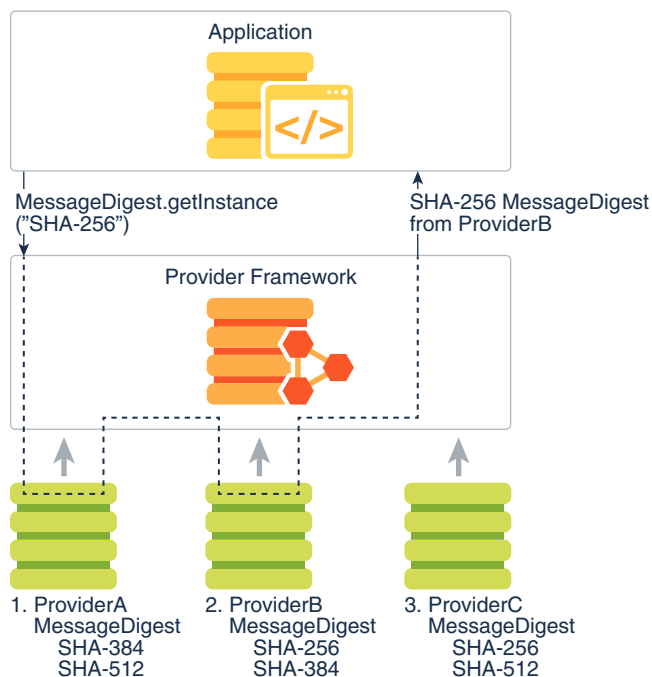 Application
</>
MessageDigest.getInstance
(”SHA-256”)
SHA-256 MessageDigest
from ProviderB
Provider Framework
1. ProviderA
MessageDigest
SHA-384
SHA-512
2. ProviderB
MessageDigest
SHA-256
SHA-384
3. ProviderC
MessageDigest
SHA-256
SHA-512